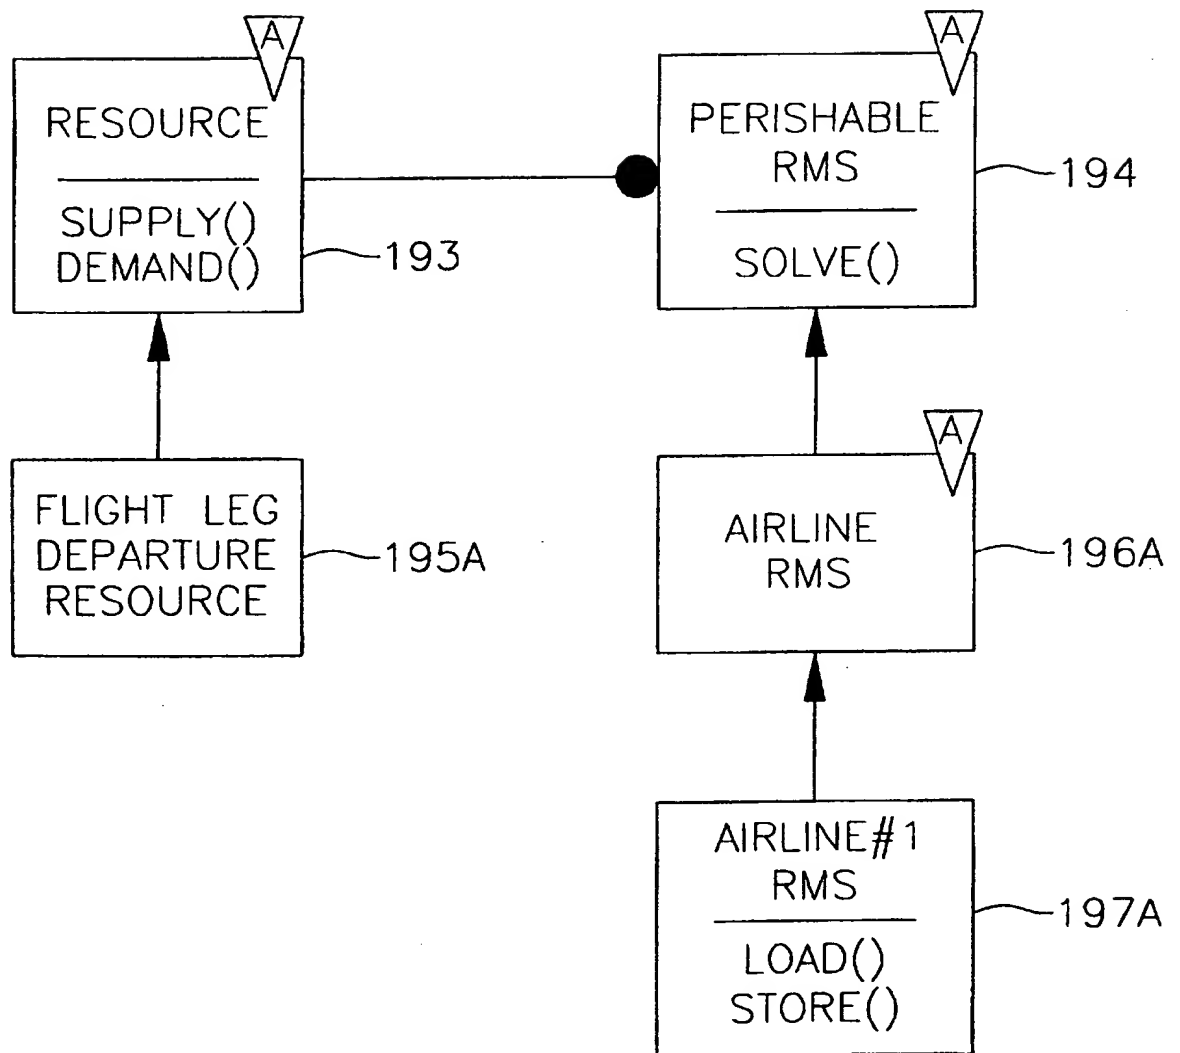 A
RESOURCE
SUPPLY()
DEMAND()
193
A
PERISHABLE
RMS
SOLVE()
194
FLIGHT LEG
DEPARTURE
RESOURCE
195A
A
AIRLINE
RMS
196A
AIRLINE#1
RMS
LOAD()
STORE()
197A